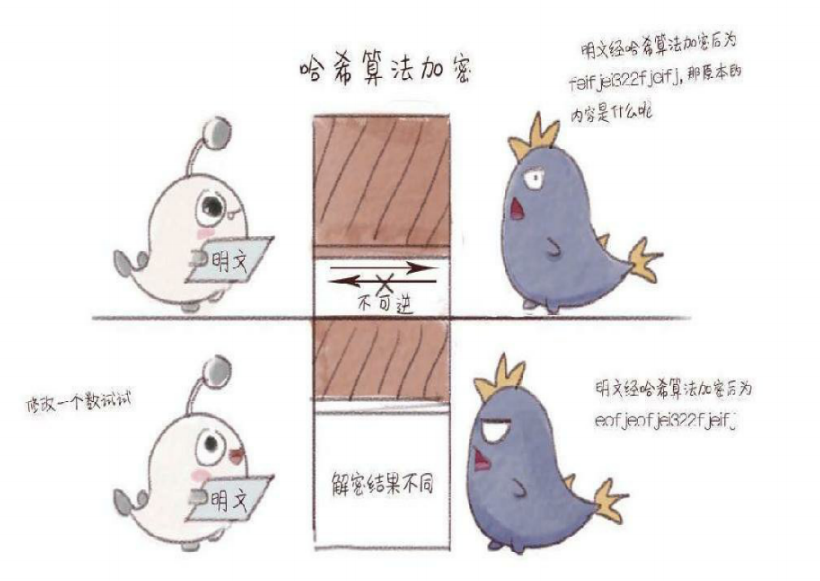 哈希算法加密
明文经哈希算法加密后为
feifjei322fjeifj,那原本的
内容是什么呢
明文
不可进
修改一个数试试
明文经哈希算法加密后为
eofjeofjei322fjeifj
明文
解密结果不同